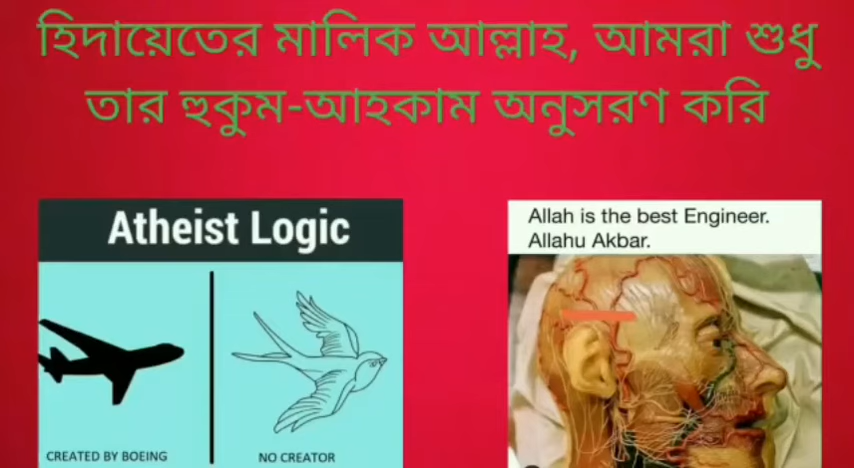 হিদায়েতের মালিক আল্লাহ, আমরা শুধু
তার হুকুম-আহকাম অনুসরণ করি
Atheist Logic
CREATED BY BOEING
NO CREATOR
Allah is the best Engineer.
Allahu Akbar.